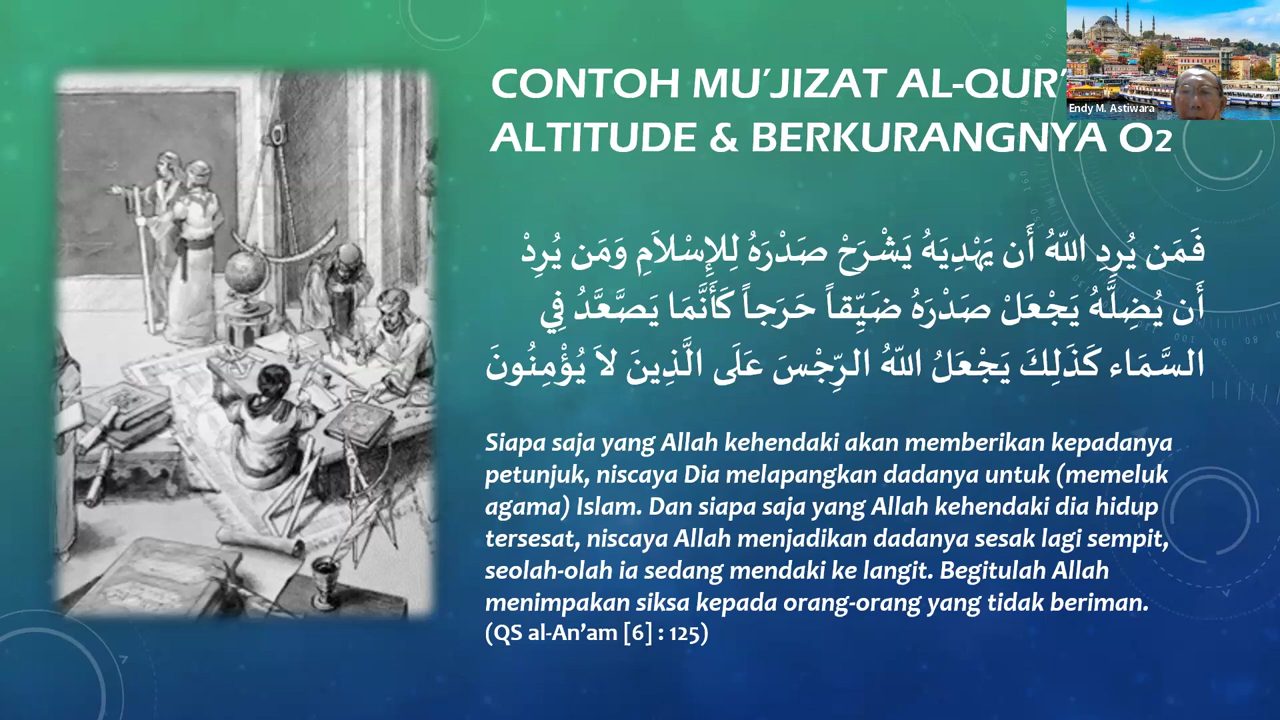 CONTOH MU’JIZAT AL-QUR’
ALTITUDE & BERKURANGNYA O2
Endy M. Astiwara
فَمَن يُرِدِ اللّهُ أَن يَهْدِيَهُ يَشْرَحْ صَدْرَهُ لِلإِسْلاَمِ وَمَن يُرِدْ
أَن يُضِلَّهُ يَجْعَلْ صَدْرَهُ ضَيِّقاً حَرَجاً كَأَنَّمَا يَصَّعَّدُ فِي
السَّمَاء كَذَلِكَ يَجْعَلُ اللّهُ الرِّجْسَ عَلَى الَّذِينَ لاَ يُؤْمِنُونَ
Siapa saja yang Allah kehendaki akan memberikan kepadanya
petunjuk, niscaya Dia melapangkan dadanya untuk (memeluk
agama) Islam. Dan siapa saja yang Allah kehendaki dia hidup
tersesat, niscaya Allah menjadikan dadanya sesak lagi sempit,
seolah-olah ia sedang mendaki ke langit. Begitulah Allah
menimpakan siksa kepada orang-orang yang tidak beriman.
(QS al-An’am [6] : 125)